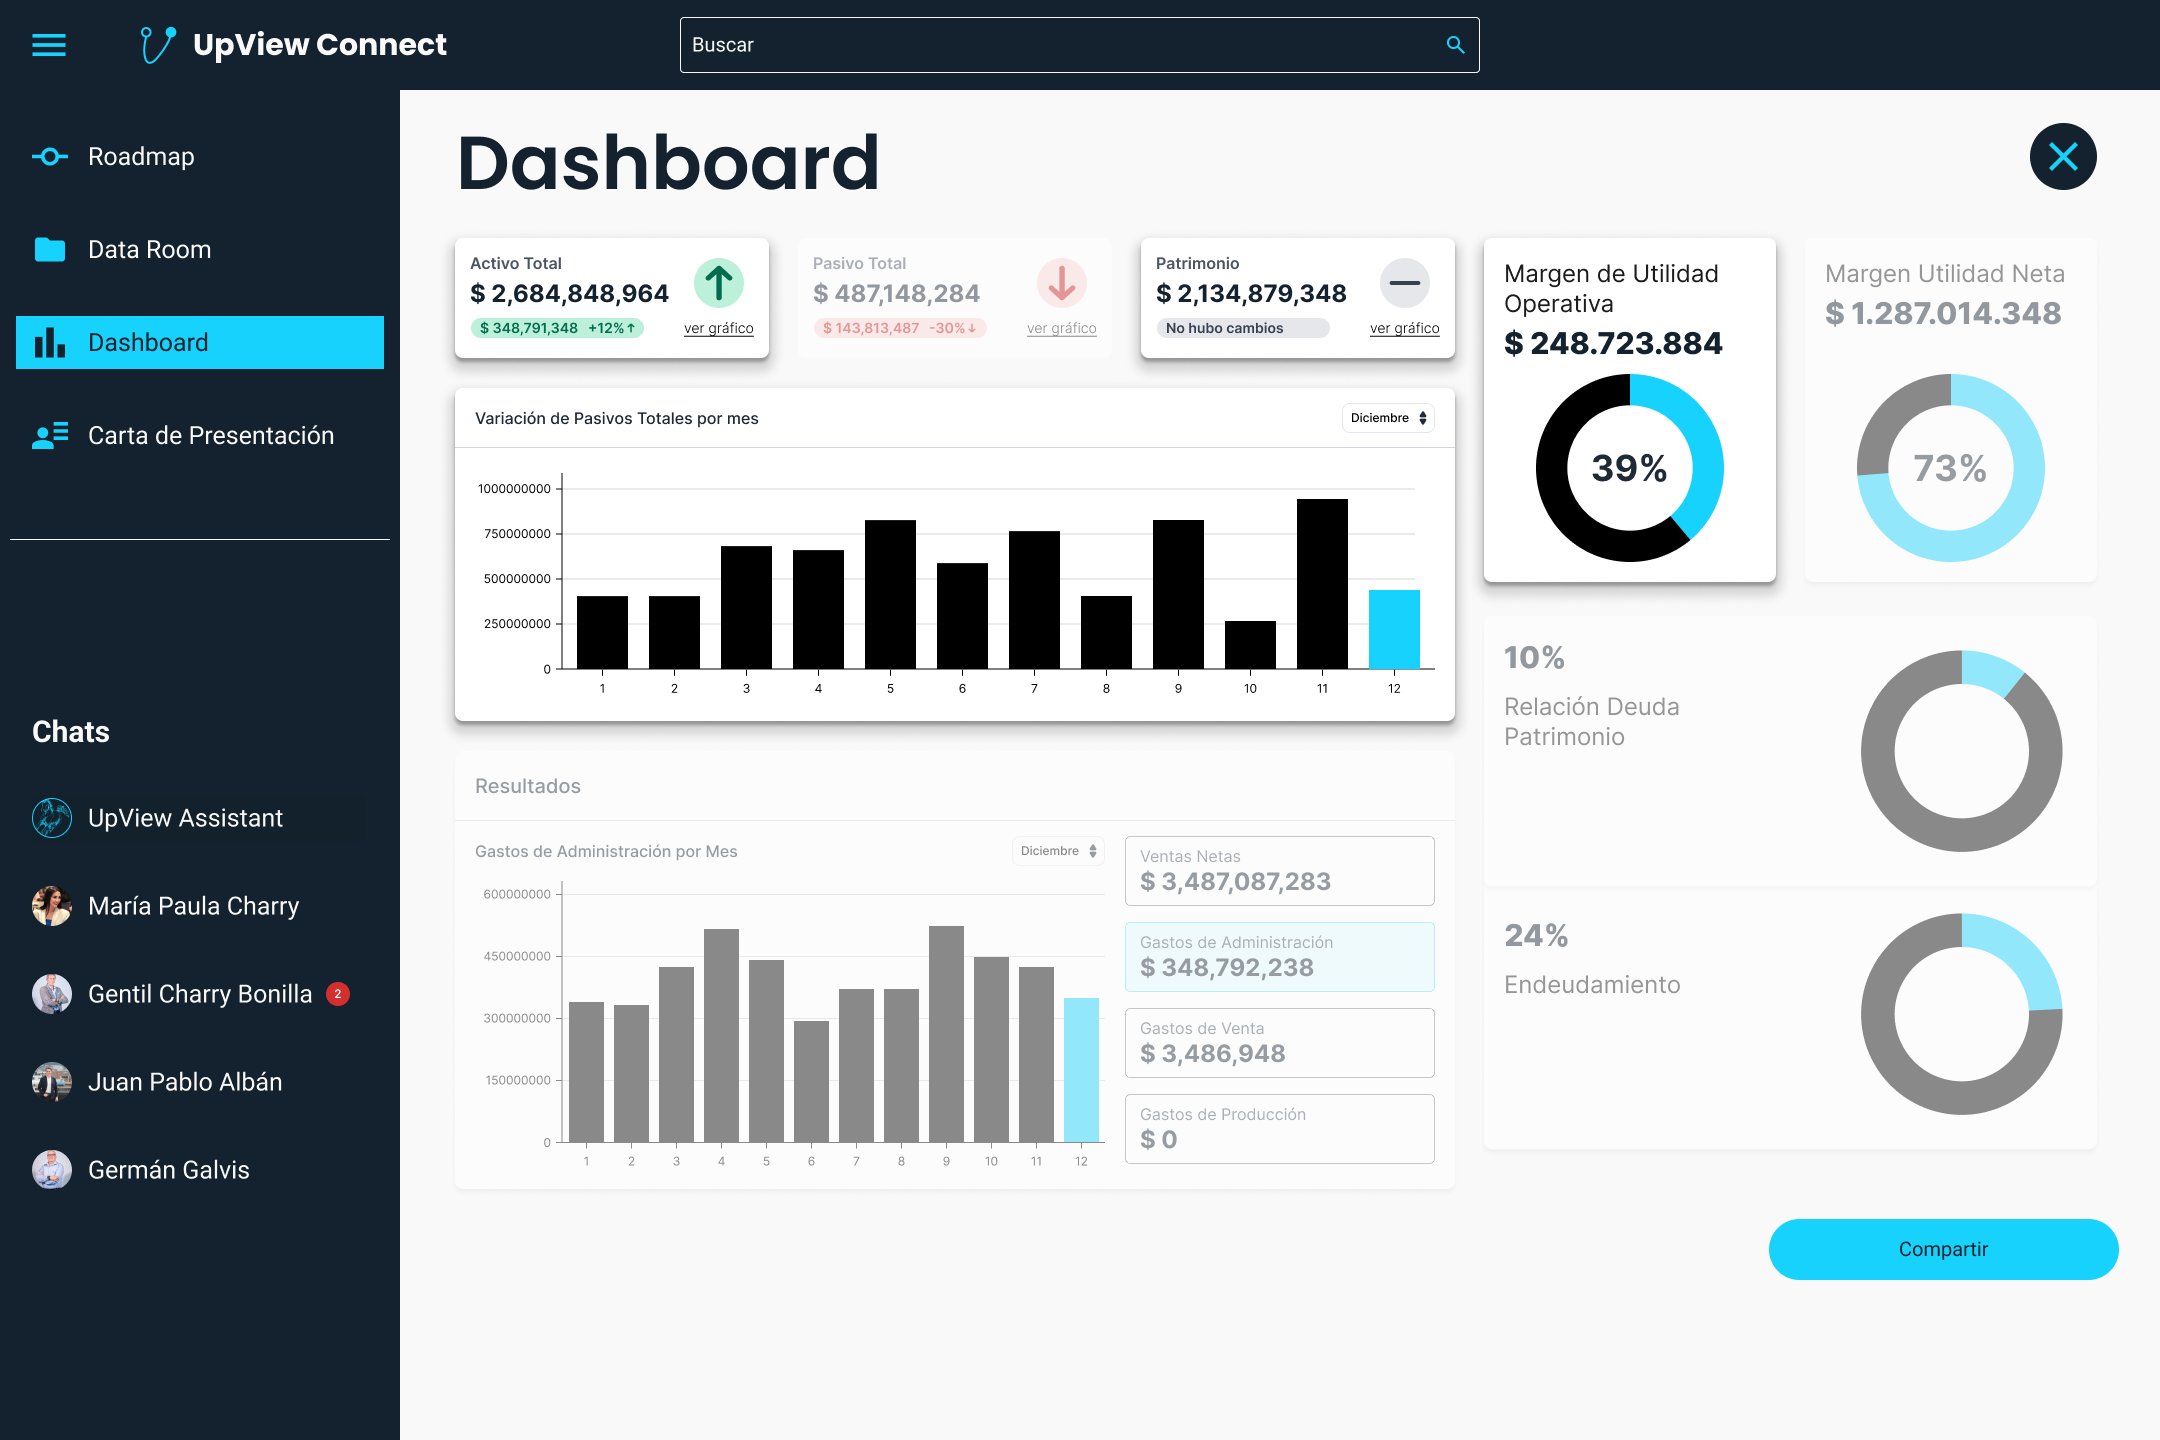 UpView Connect
Buscar
Roadmap
Data Room
Dashboard
Carta de Presentación
Chats
UpView Assistant
María Paula Charry
Gentil Charry Bonilla 2
Juan Pablo Albán
Germán Galvis
Dashboard
Activo Total
$ 2,684,848,964
$ 348,791,348 +12%
ver gráfico
Pasivo Total
$ 487,148,284
$ 143,813,487 -30%
ver gráfico
Patrimonio
$ 2,134,879,348
No hubo cambios
ver gráfico
Variación de Pasivos Totales por mes
Diciembre
1000000000
750000000
500000000
250000000
0
1 2 3 4 5 6 7 8 9 10 11 12
Resultados
Gastos de Administración por Mes
Diciembre
600000000
450000000
300000000
150000000
0
1 2 3 4 5 6 7 8 9 10 11 12
Ventas Netas
$ 3,487,087,283
Gastos de Administración
$ 348,792,238
Gastos de Venta
$ 3,486,948
Gastos de Producción
$ 0
Margen de Utilidad
Operativa
$ 248.723.884
39%
Margen Utilidad Neta
$ 1.287.014.348
73%
10%
Relación Deuda
Patrimonio
24%
Endeudamiento
Compartir